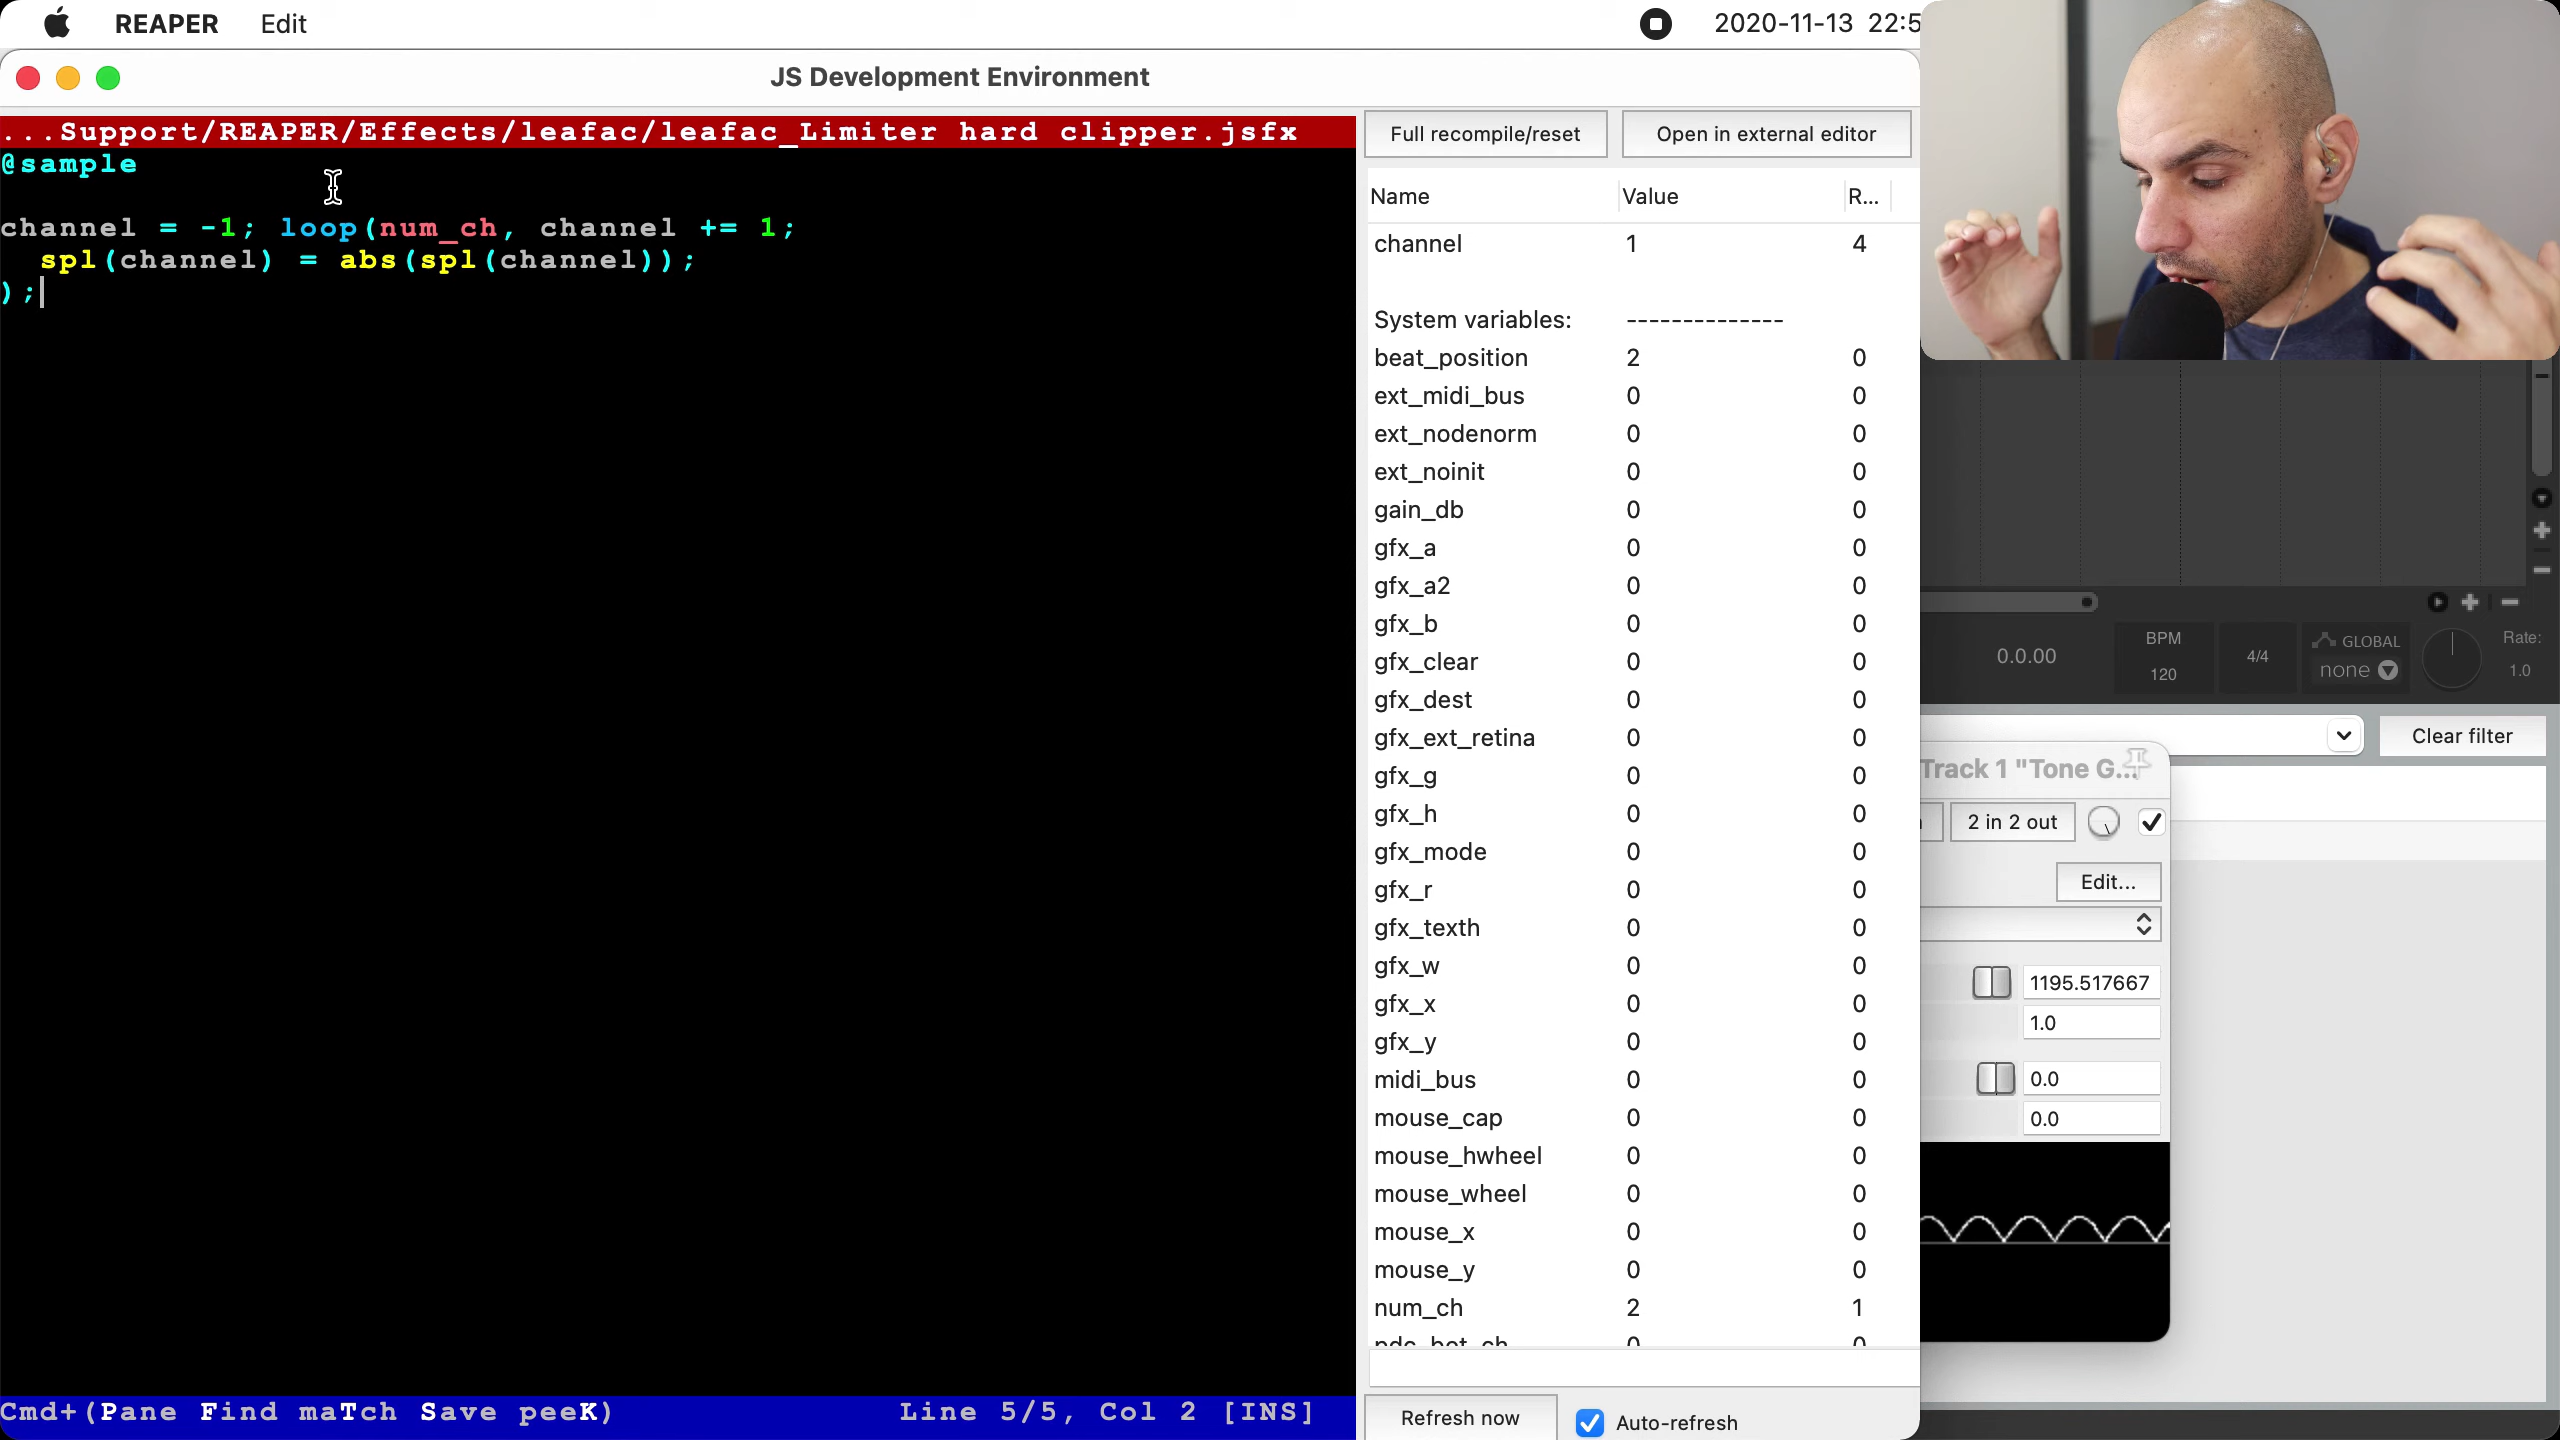 REAPER Edit 2020-11-13 22:5
JS Development Environment
...Support/REAPER/Effects/leafac/leafac_Limiter hard clipper.jsfx
@sample
channel = -1; loop(num_ch, channel += 1;
spl(channel) = abs(spl(channel));
);
Cmd+(Pane Find maTch Save peeK) Line 5/5, Col 2 [INS]
Full recompile/reset Open in external editor
Name Value R...
channel 1 4
System variables: --------------
beat_position 2 0
ext_midi_bus 0 0
ext_nodenorm 0 0
ext_noinit 0 0
gain_db 0 0
gfx_a 0 0
gfx_a2 0 0
gfx_b 0 0
gfx_clear 0 0
gfx_dest 0 0
gfx_ext_retina 0 0
gfx_g 0 0
gfx_h 0 0
gfx_mode 0 0
gfx_r 0 0
gfx_texth 0 0
gfx_w 0 0
gfx_x 0 0
gfx_y 0 0
midi_bus 0 0
mouse_cap 0 0
mouse_hwheel 0 0
mouse_wheel 0 0
mouse_x 0 0
mouse_y 0 0
num_ch 2 1
Refresh now Auto-refresh
0.0.00
BPM
120
4/4
GLOBAL
none
Rate:
1.0
Clear filter
Track 1 "Tone G...
2 in 2 out
Edit...
1195.517667
1.0
0.0
0.0